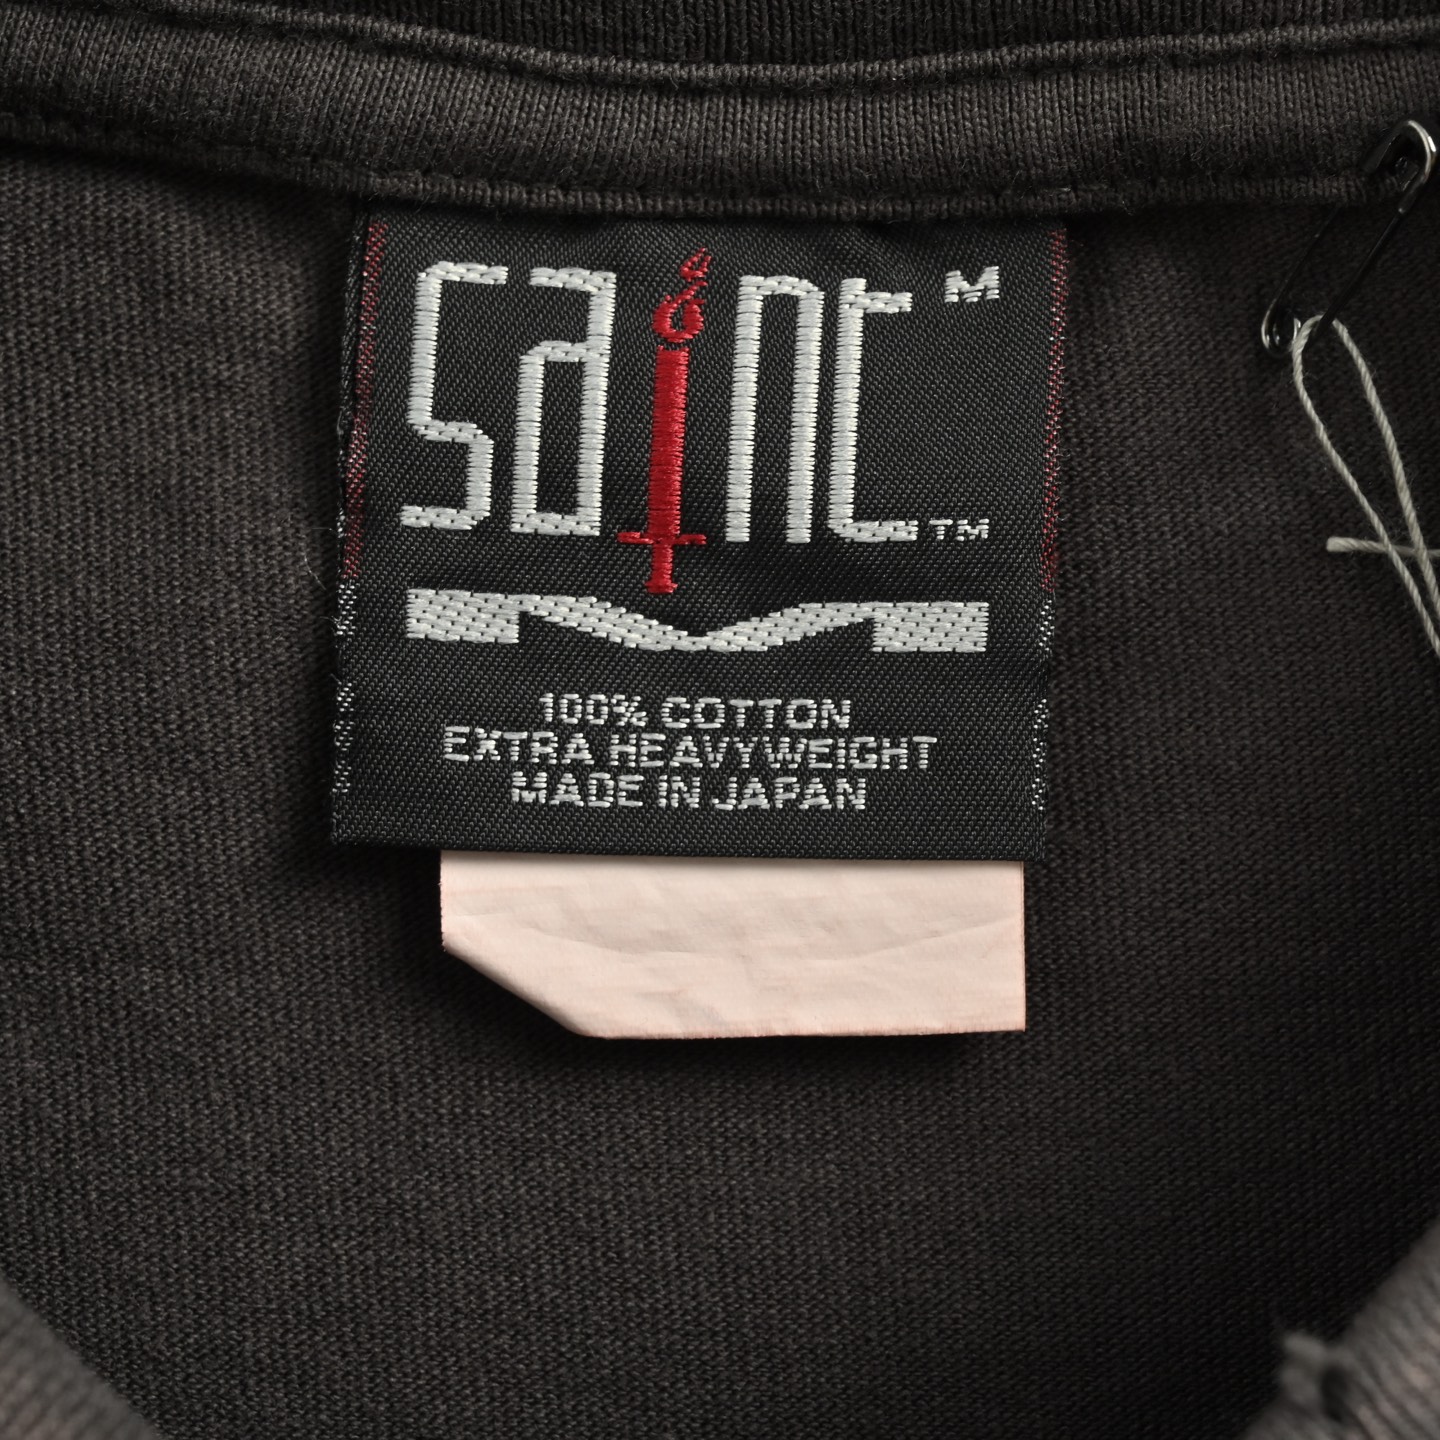 saint M
™
100% COTTON
EXTRA HEAVYWEIGHT
MADE IN JAPAN